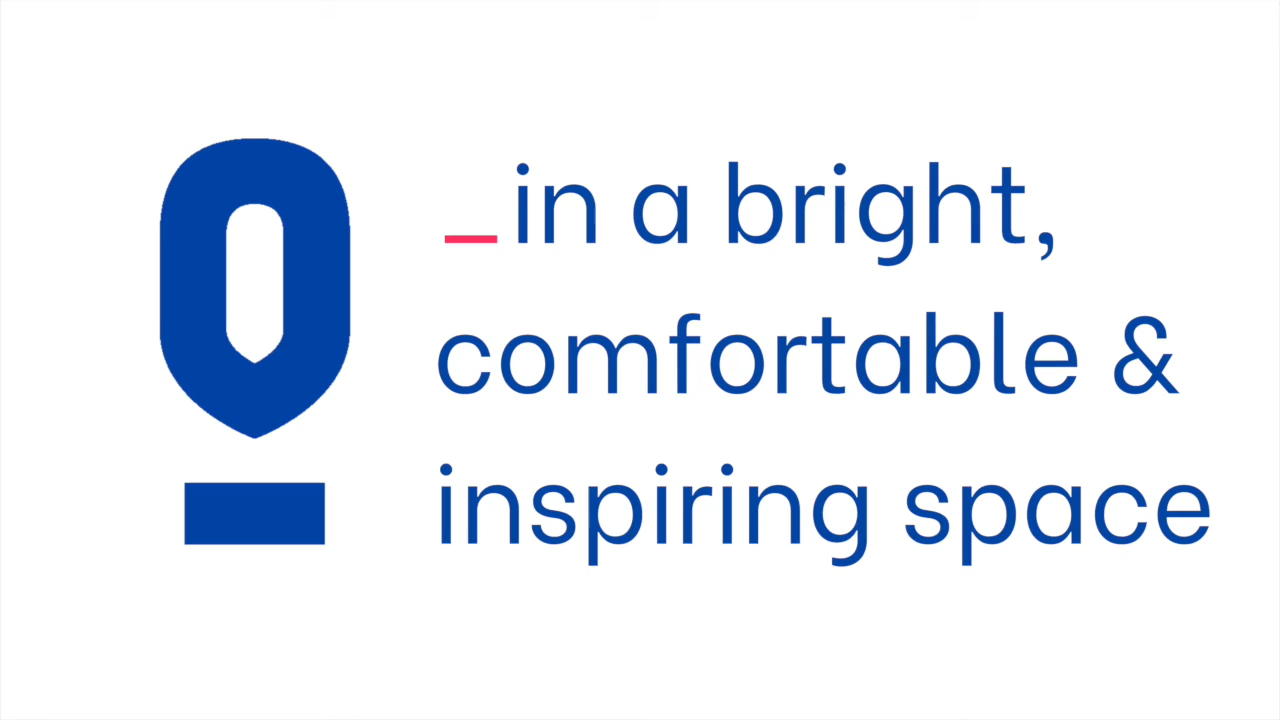 _in a bright,
comfortable &
inspiring space